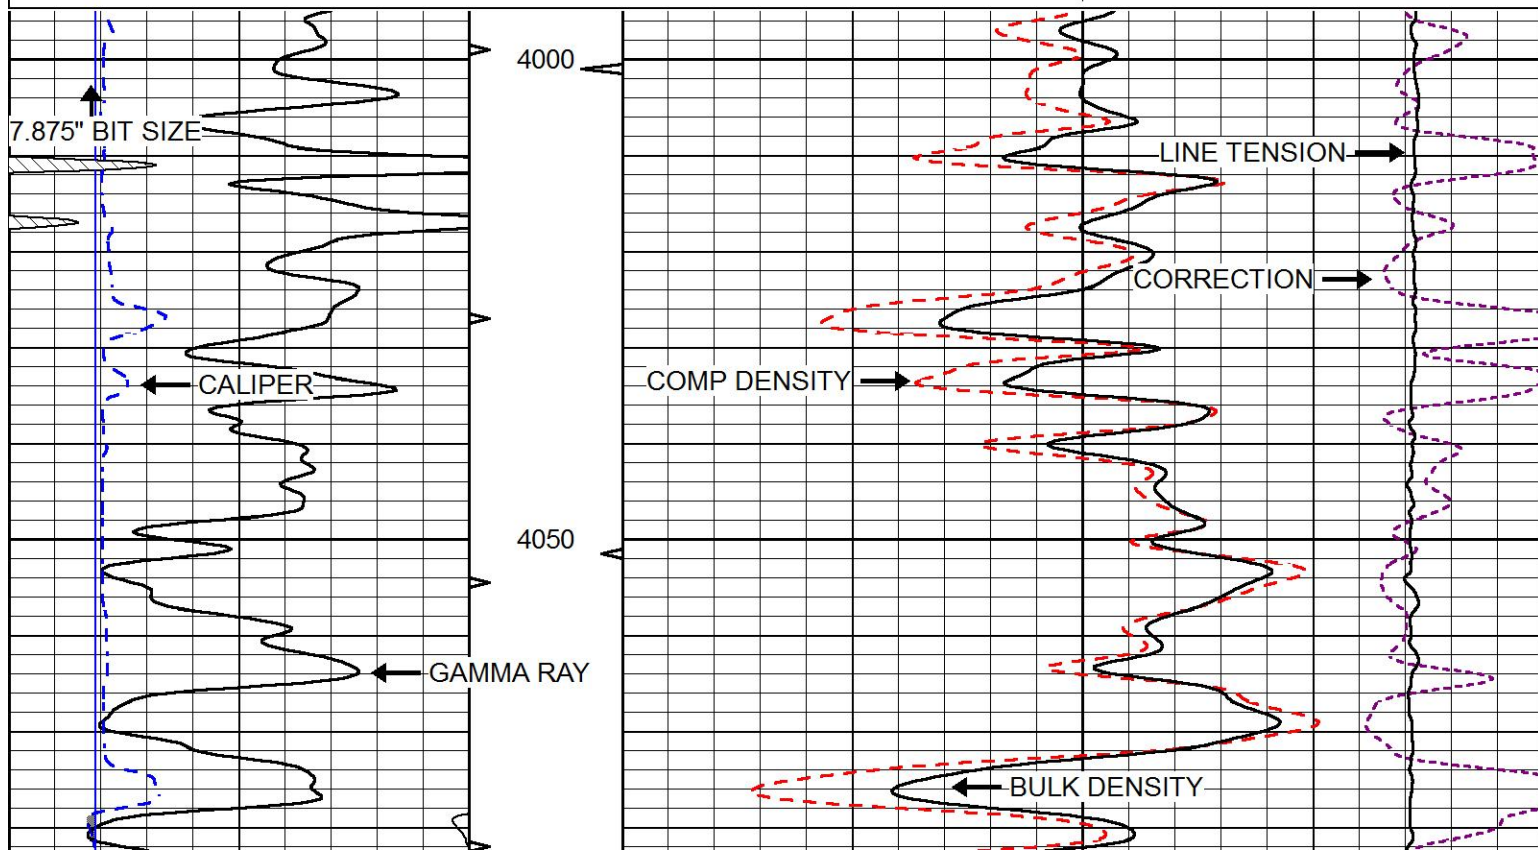 4000
7.875" BIT SIZE
LINE TENSION
CORRECTION
COMP DENSITY
CALIPER
4050
GAMMA RAY
BULK DENSITY